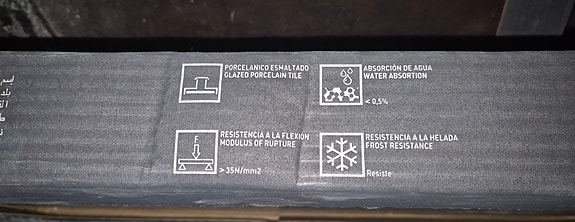 PORCELANICO ESMALTADO
GLAZED PORCELAIN TILE
ABSORCIÓN DE AGUA
WATER ABSORTION
< 0,5%
RESISTENCIA A LA FLEXION
MODULUS OF RUPTURE
F
> 35N/mm2
RESISTENCIA A LA HELADA
FROST RESISTANCE
Resiste